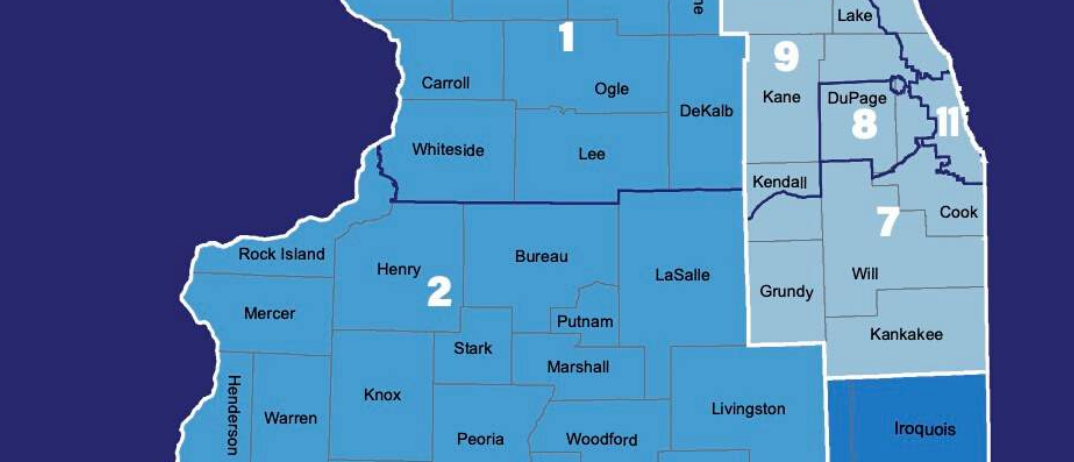 Lake
1
9
Carroll
Ogle
Kane
DuPage
DeKalb
8
11
Whiteside
Lee
Kendall
Cook
7
Rock Island
Henry
Bureau
LaSalle
Will
2
Grundy
Mercer
Putnam
Kankakee
Stark
Marshall
Henderson
Warren
Knox
Livingston
Peoria
Woodford
Iroquois